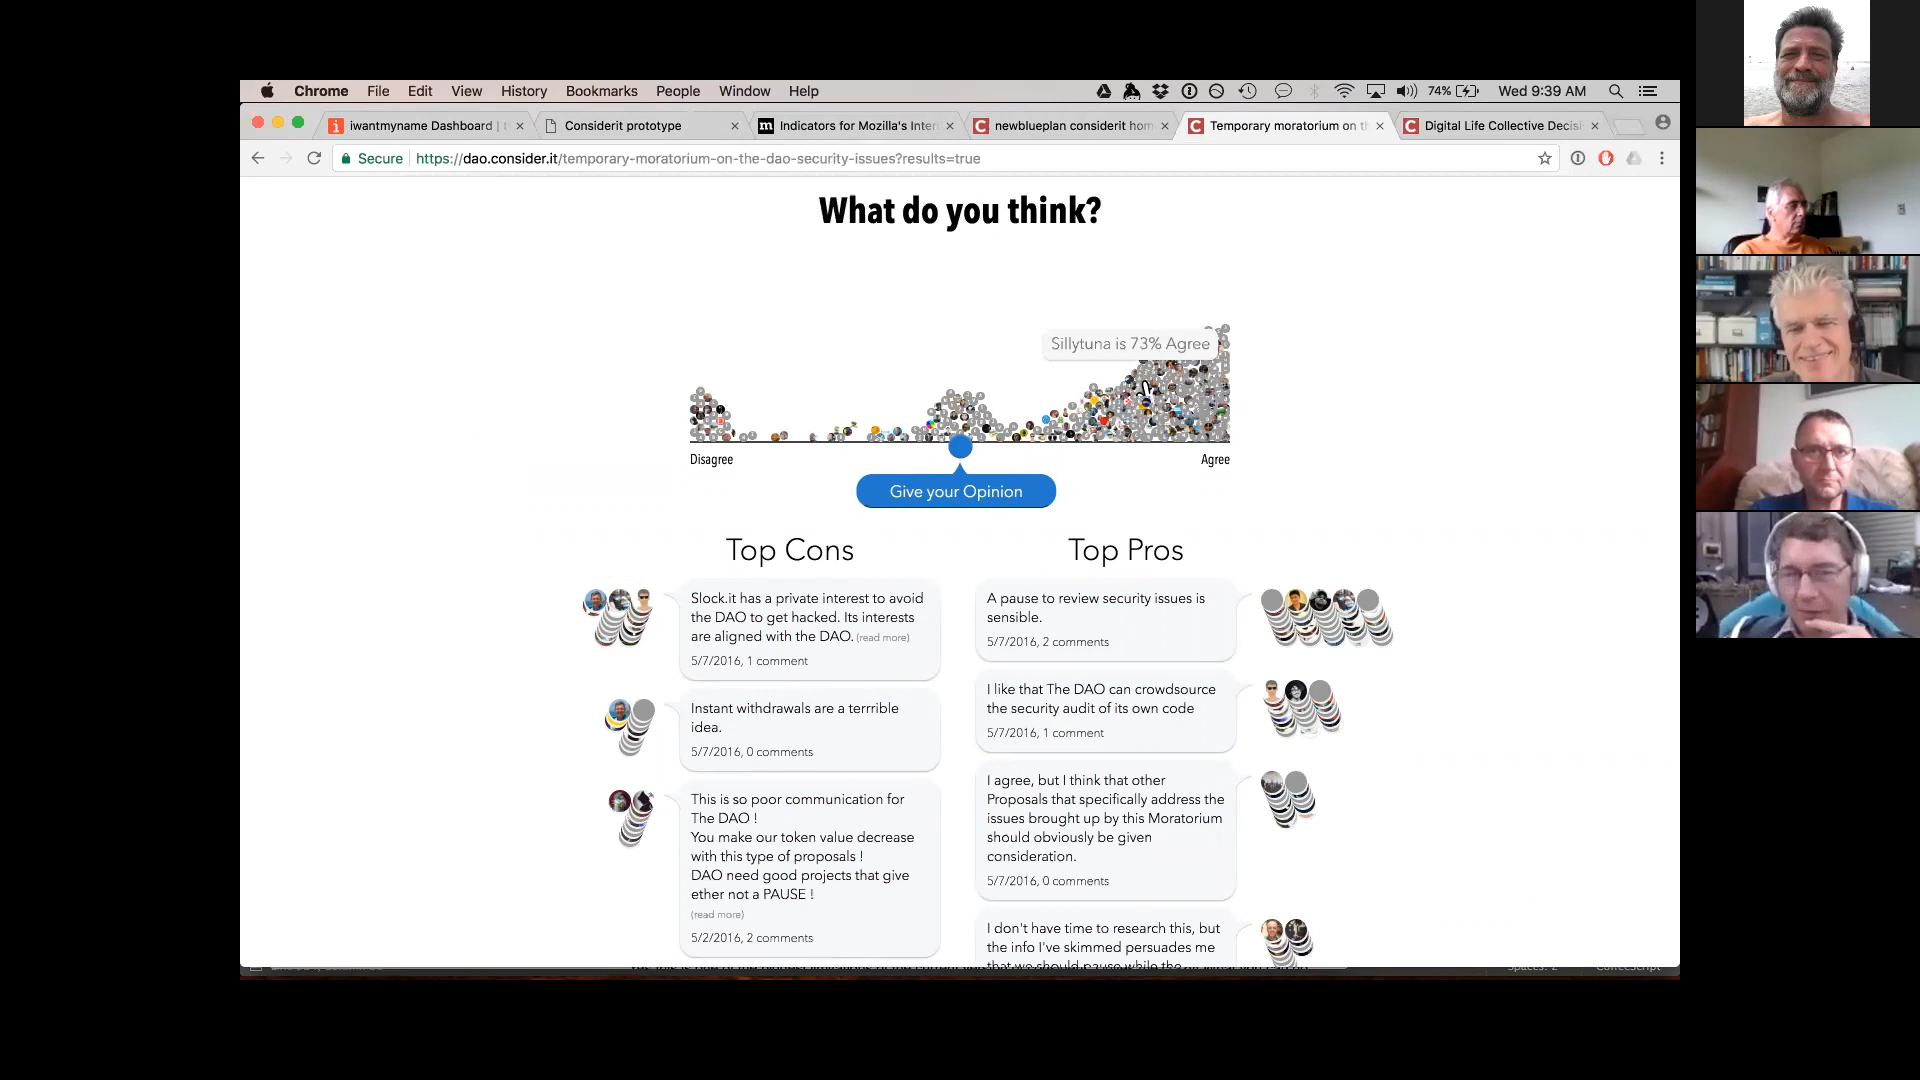 Chrome File Edit View History Bookmarks People Window Help 74% Wed 9:39 AM
iwantmyname Dashboard |
Considerit prototype
Indicators for Mozilla's Inter
newblueplan considerit hom
Temporary moratorium on th
Digital Life Collective Decisi
Secure https://dao.consider.it/temporary-moratorium-on-the-dao-security-issues?results=true
What do you think?
Sillytuna is 73% Agree
Disagree
Agree
Give your Opinion
Top Cons
Slock.it has a private interest to avoid
the DAO to get hacked. Its interests
are aligned with the DAO. (read more)
5/7/2016, 1 comment
Instant withdrawals are a terrrible
idea.
5/7/2016, 0 comments
This is so poor communication for
The DAO !
You make our token value decrease
with this type of proposals !
DAO need good projects that give
ether not a PAUSE !
(read more)
5/2/2016, 2 comments
Top Pros
A pause to review security issues is
sensible.
5/7/2016, 2 comments
I like that The DAO can crowdsource
the security audit of its own code
5/7/2016, 1 comment
I agree, but I think that other
Proposals that specifically address the
issues brought up by this Moratorium
should obviously be given
consideration.
5/7/2016, 0 comments
I don't have time to research this, but
the info I've skimmed persuades me
that we should pause while the